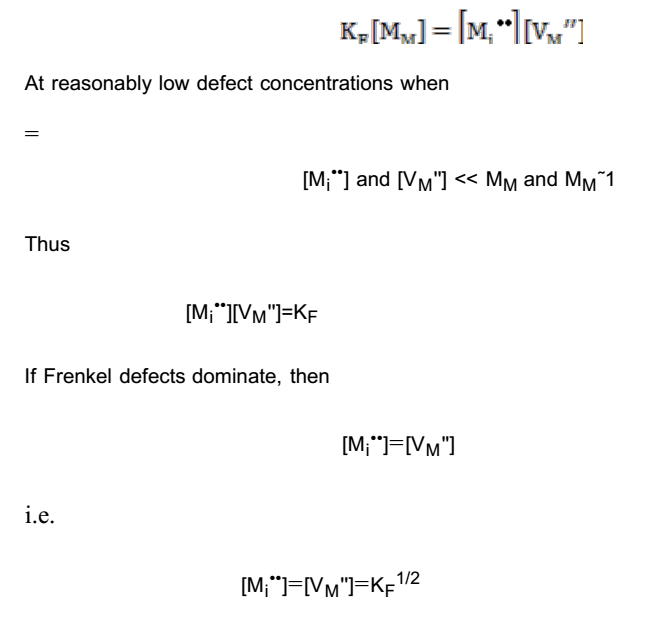 K_F[M_M] = [M_i^••][V_M″]
At reasonably low defect concentrations when
=
[M_i^••] and [V_M"] << M_M and M_M˜1
Thus
[M_i^••][V_M"]=K_F
If Frenkel defects dominate, then
[M_i^••]=[V_M"]
i.e.
[M_i^••]=[V_M"]=K_F^1/2